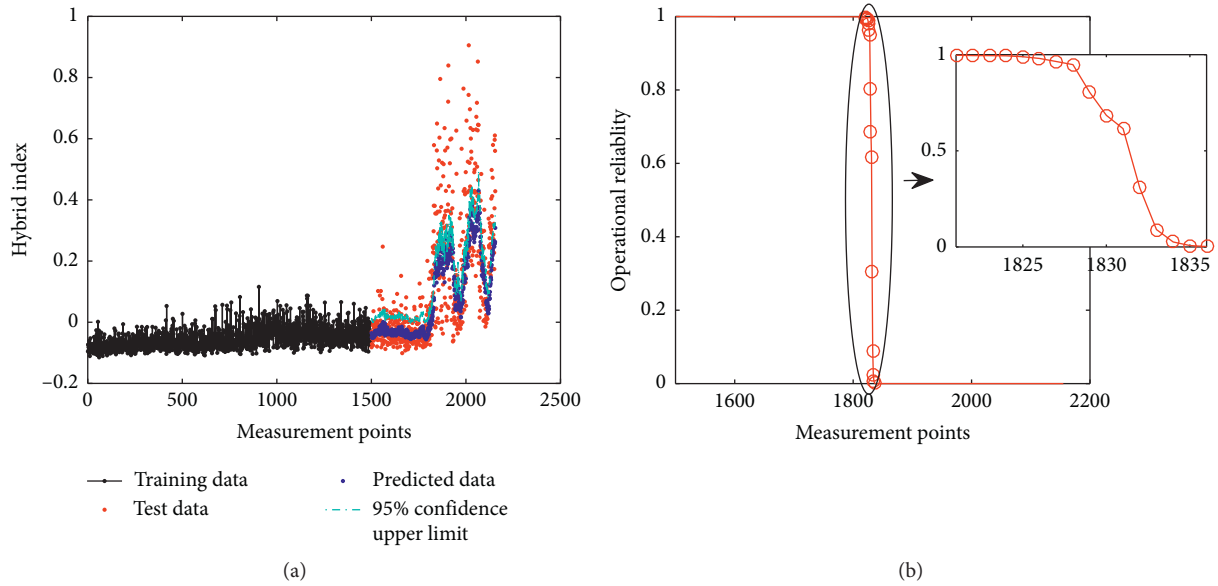 1
0.8
0.6
0.4
0.2
0
−0.2
Hybrid index
0 500 1000 1500 2000 2500
Measurement points
Training data
Test data
Predicted data
95% confidence
upper limit
(a)
1
0.8
0.6
0.4
0.2
0
Operational reliablity
1600 1800 2000 2200
Measurement points
1
0.5
0
1825 1830 1835
(b)